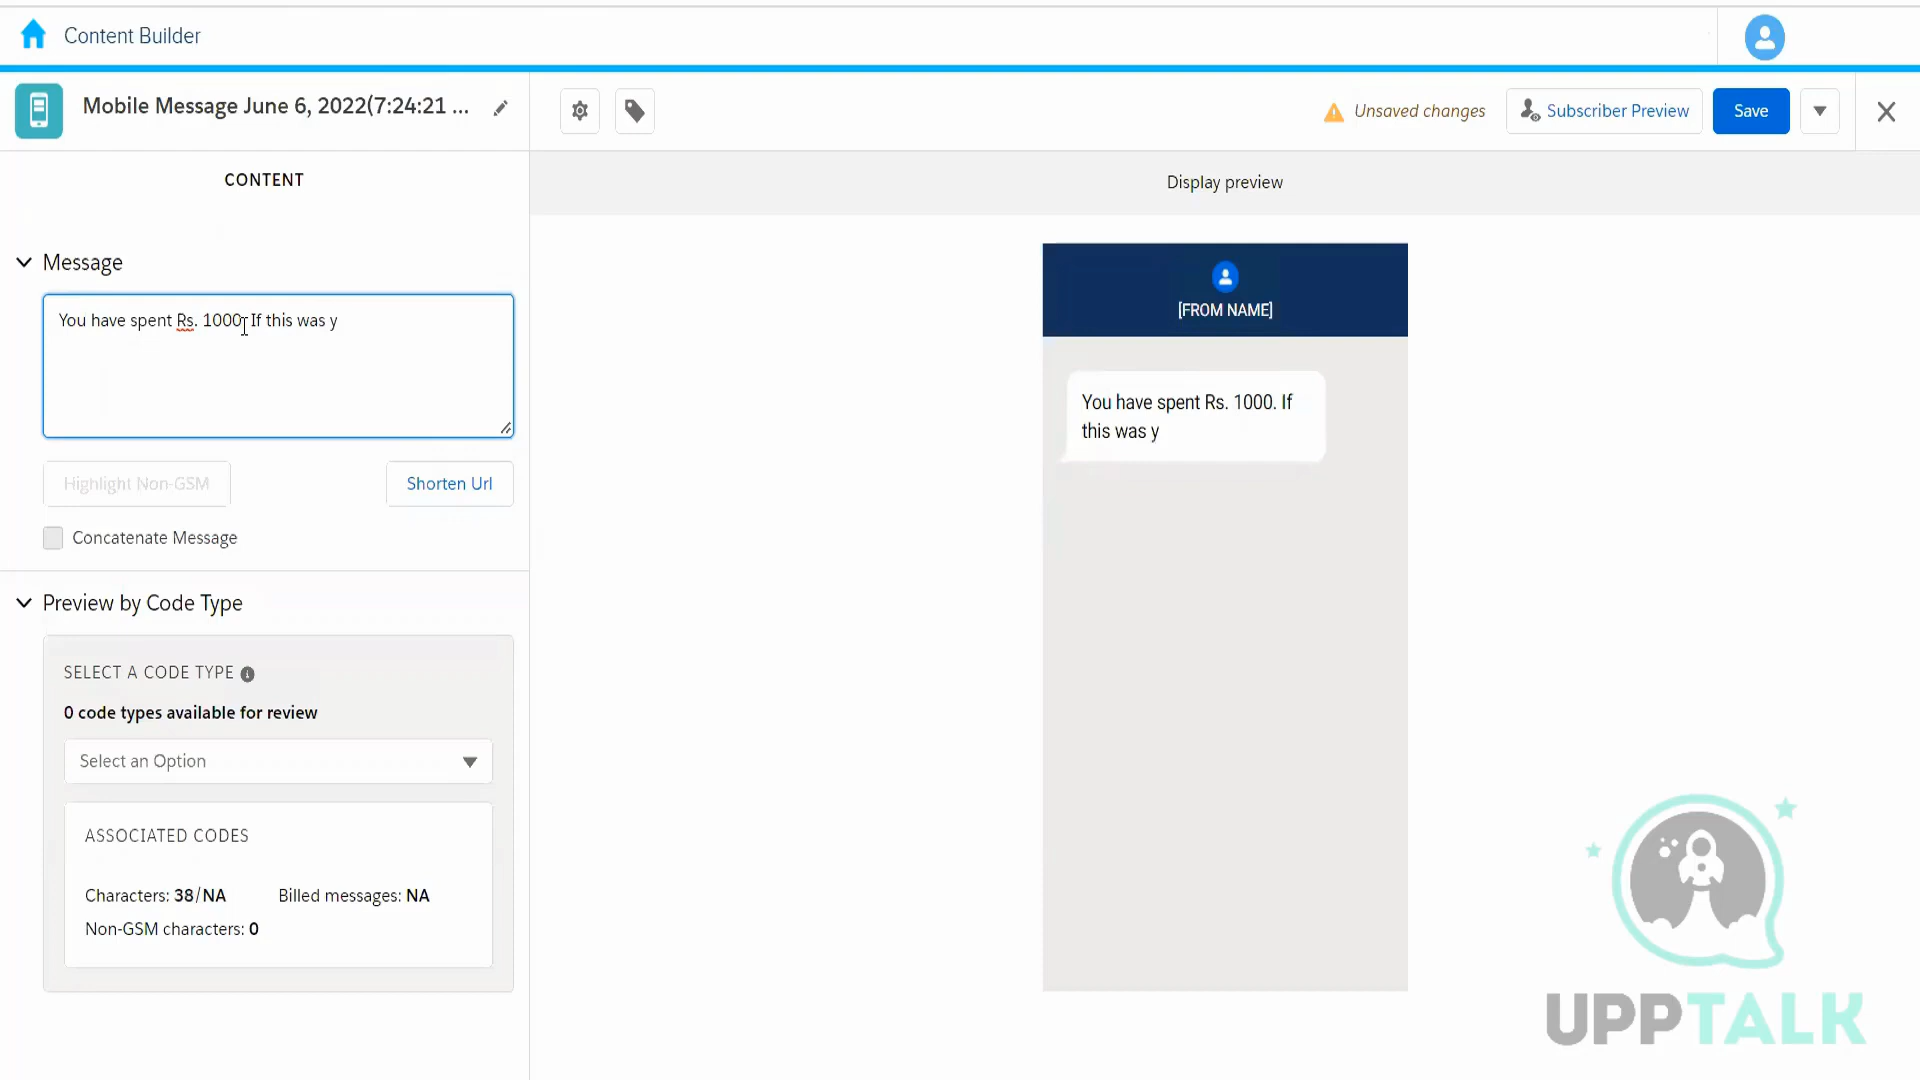 Content Builder
Mobile Message June 6, 2022(7:24:21 ...
Unsaved changes
Subscriber Preview
Save
CONTENT
Display preview
Message
You have spent Rs. 1000. If this was y
Highlight Non-GSM
Shorten Url
Concatenate Message
[FROM NAME]
You have spent Rs. 1000. If
this was y
Preview by Code Type
SELECT A CODE TYPE
0 code types available for review
Select an Option
ASSOCIATED CODES
Characters: 38/NA
Billed messages: NA
Non-GSM characters: 0
UPPTALK